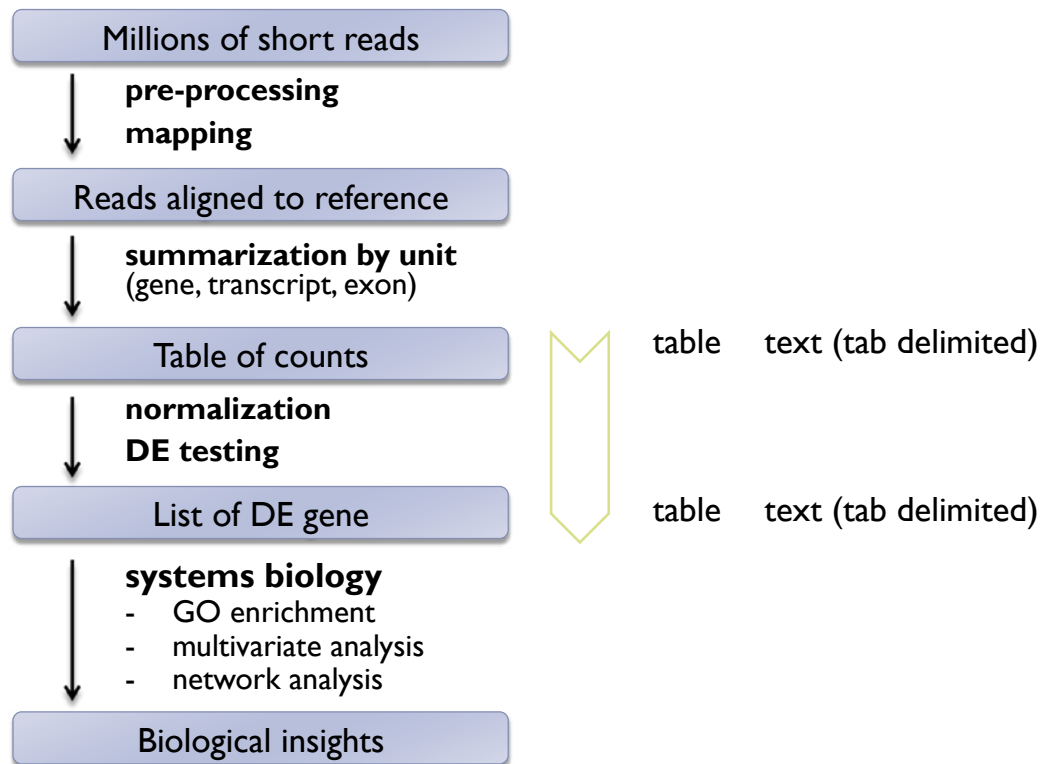 Millions of short reads
pre-processing
mapping
Reads aligned to reference
summarization by unit
(gene, transcript, exon)
Table of counts
table text (tab delimited)
normalization
DE testing
List of DE gene
table text (tab delimited)
systems biology
- GO enrichment
- multivariate analysis
- network analysis
Biological insights